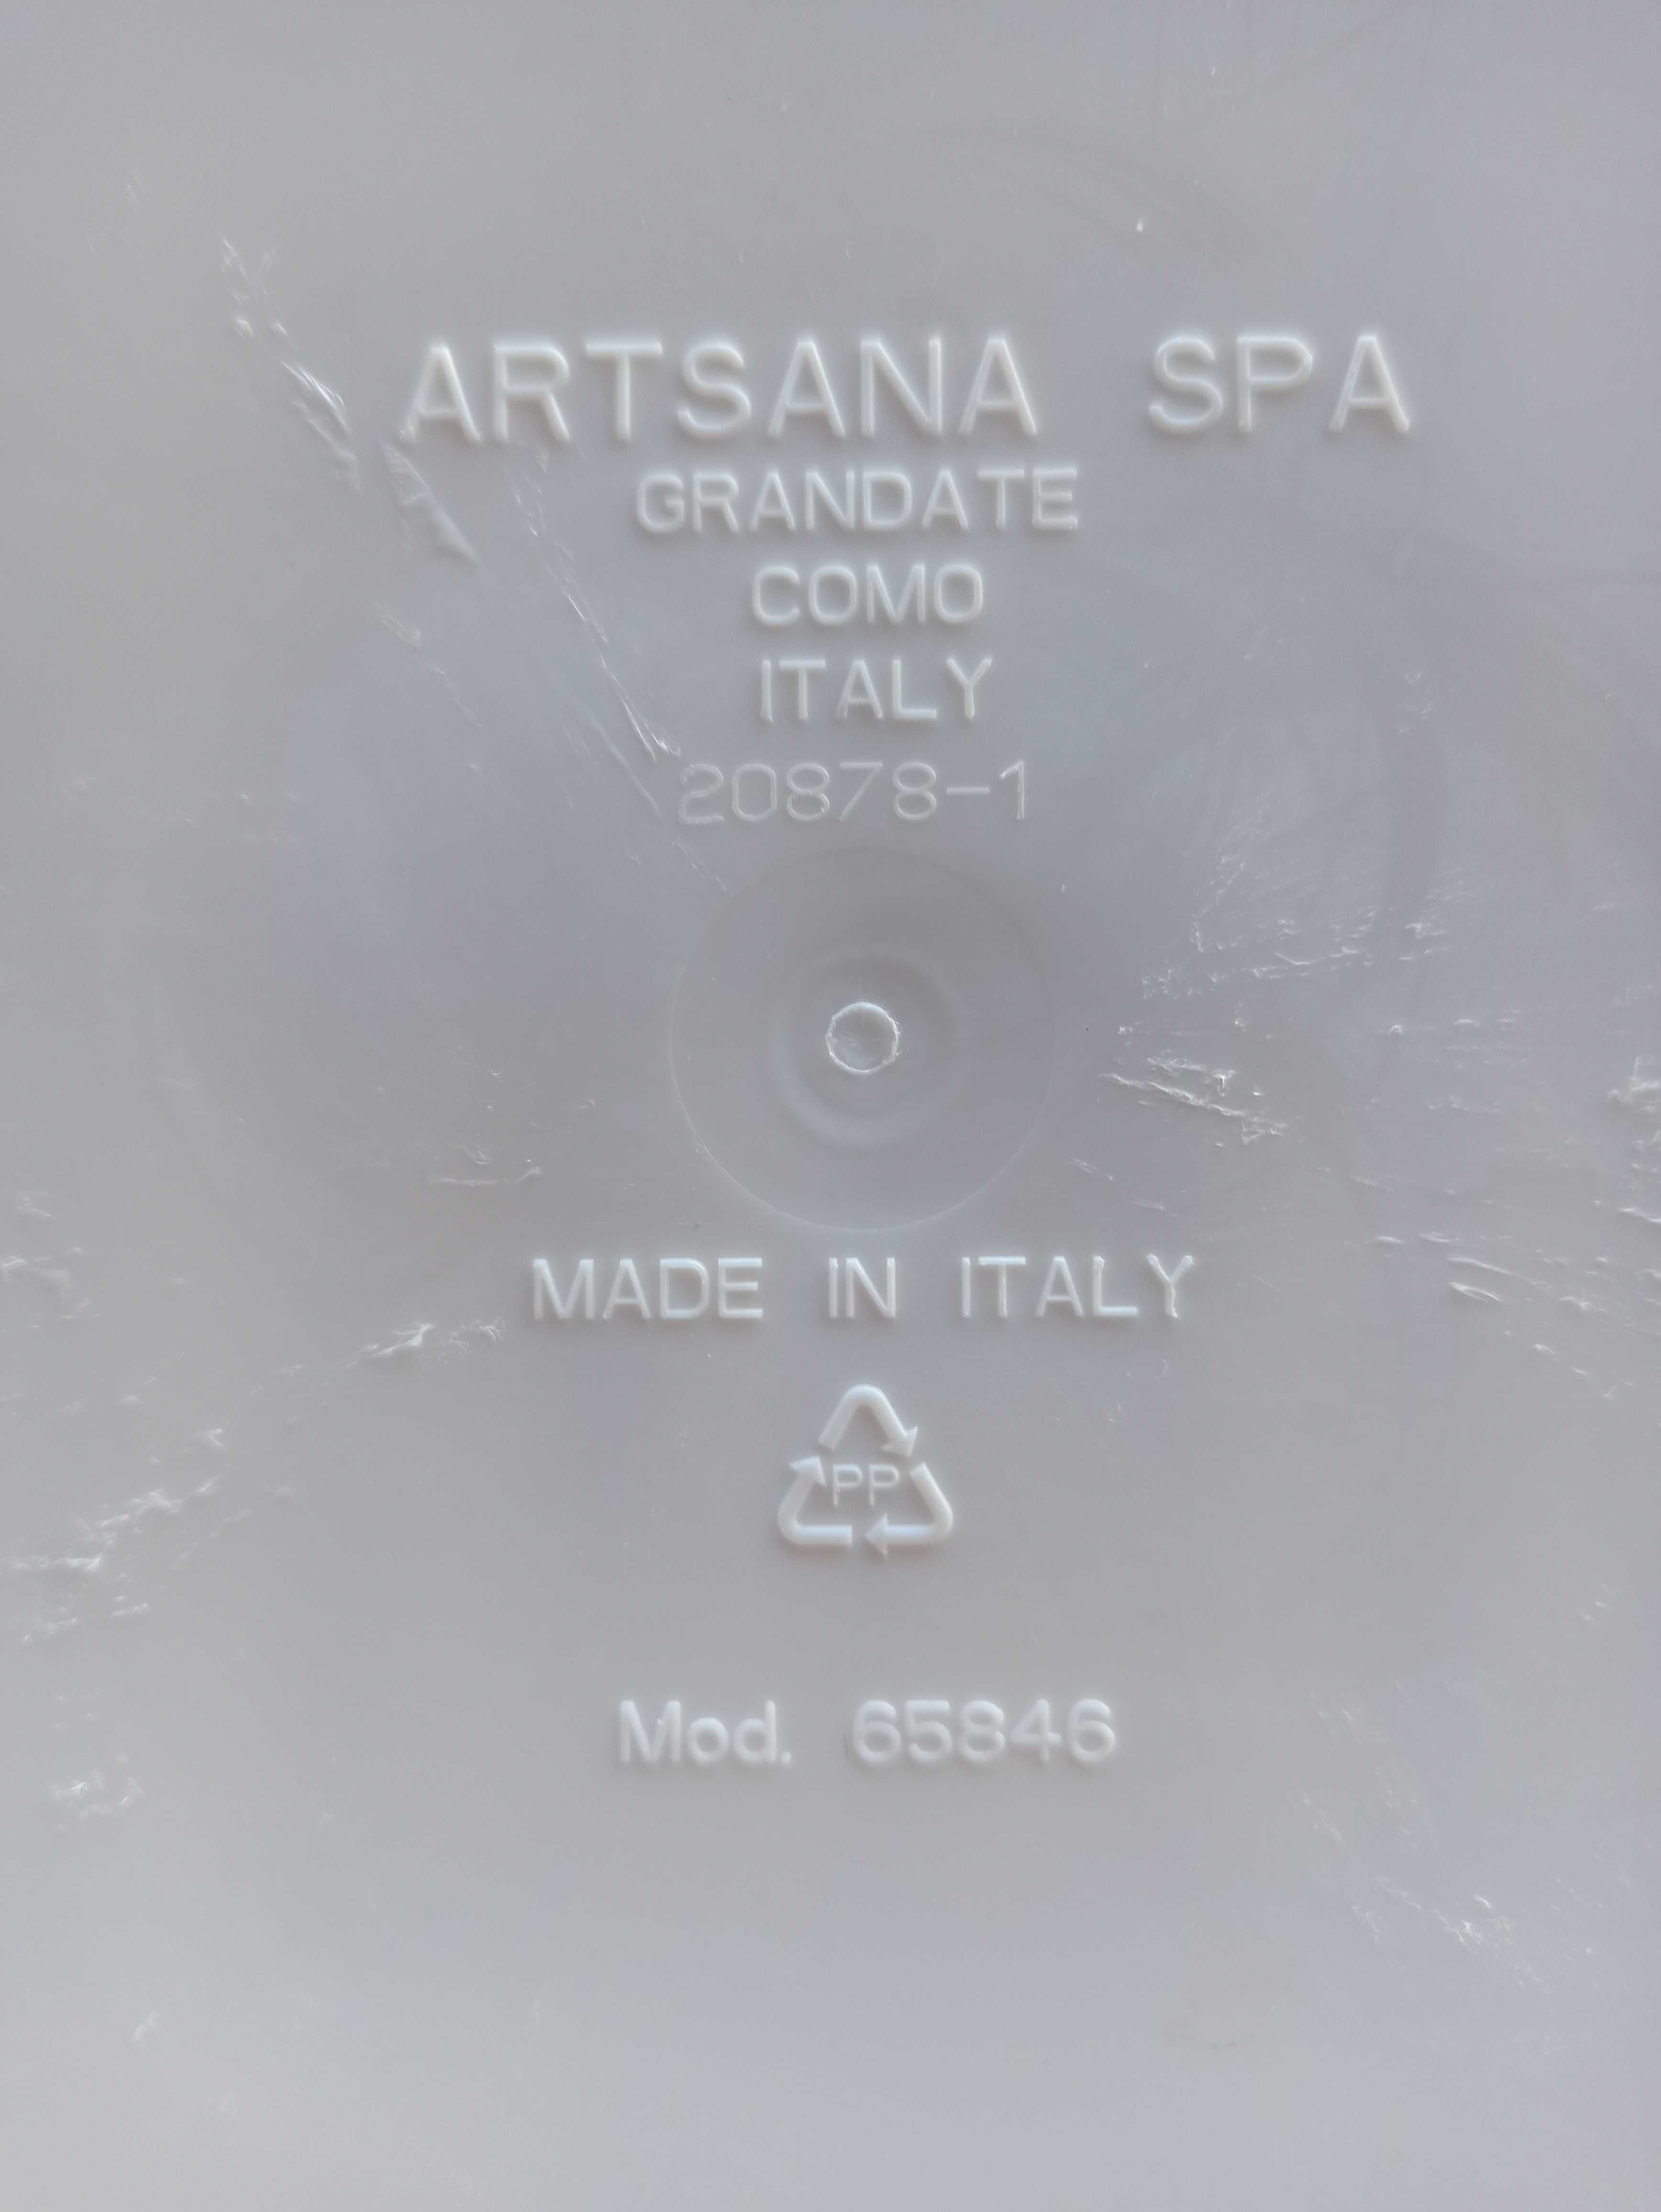 ARTSANA SPA
GRANDATE
COMO
ITALY
20878-1
MADE IN ITALY
PP
Mod. 65846